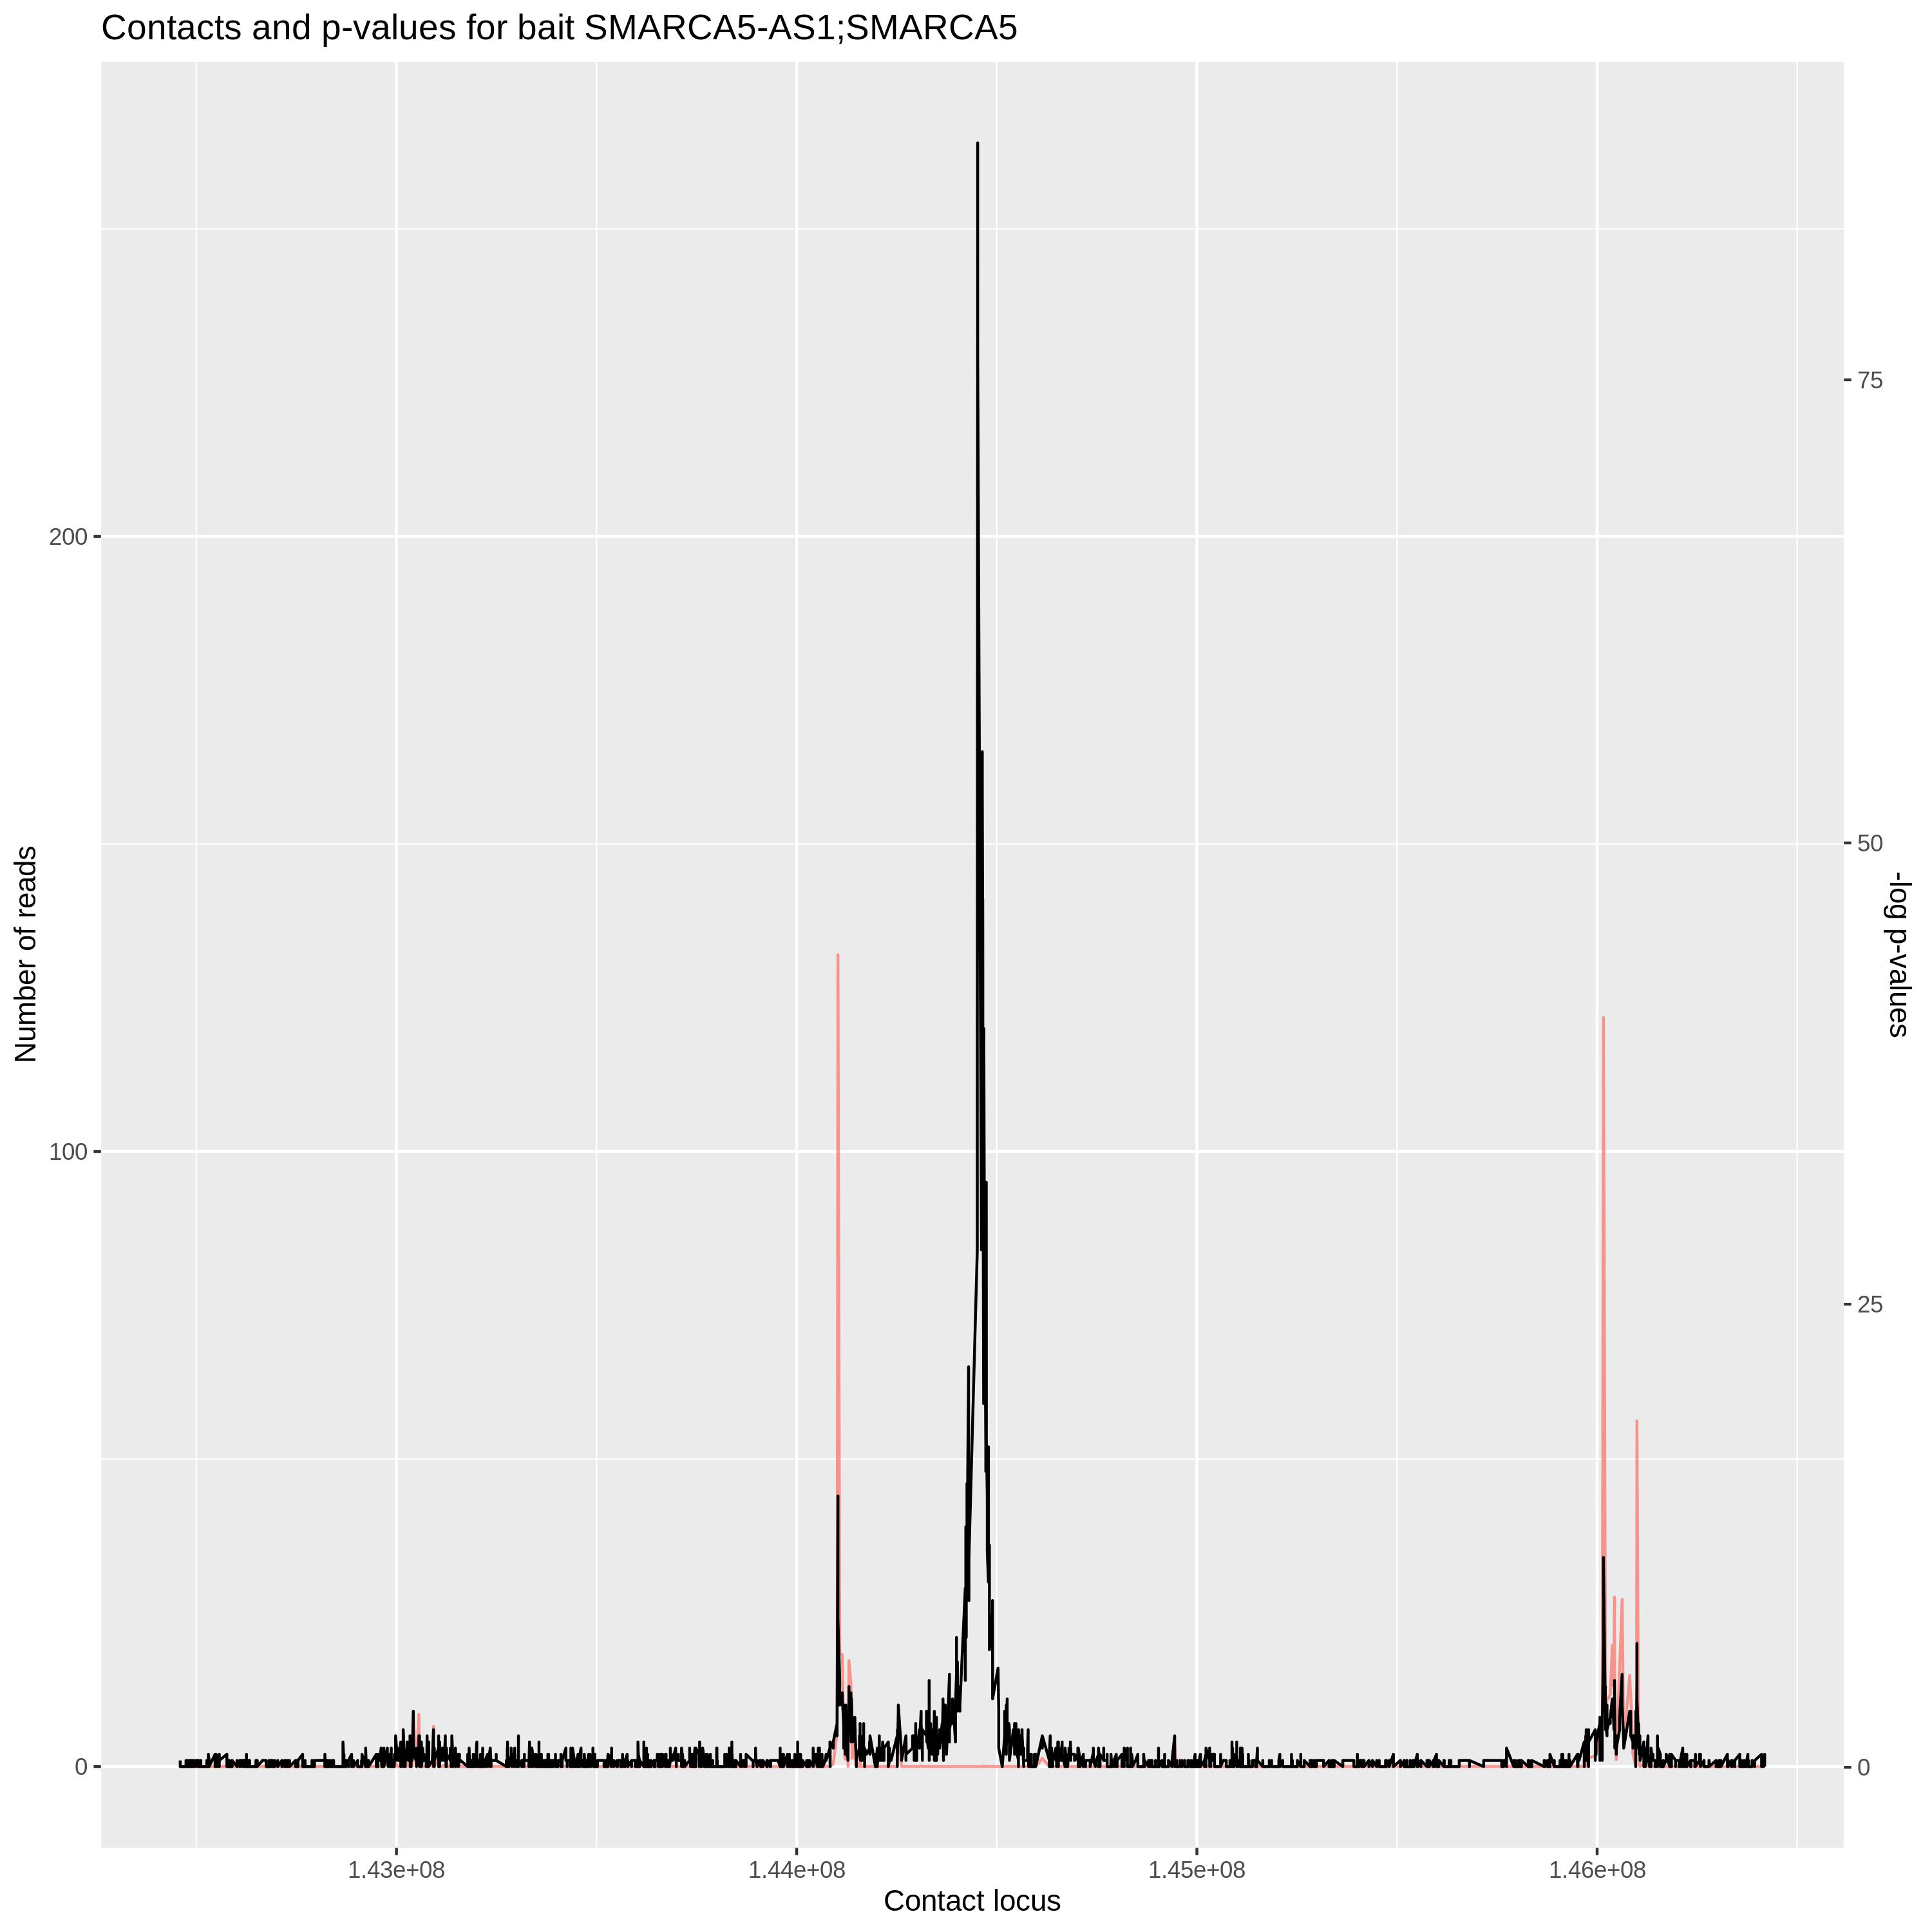 Contacts and p-values for bait SMARCA5-AS1;SMARCA5
Number of reads
200
100
0
75
50
25
0
-log p-values
1.43e+08 1.44e+08 1.45e+08 1.46e+08
Contact locus